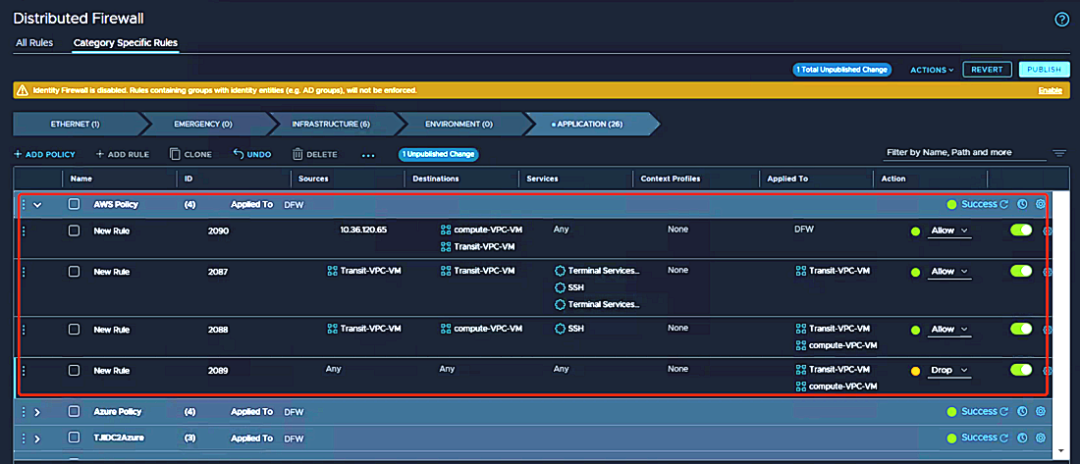 Distributed Firewall
All Rules Category Specific Rules
1 Total Unpublished Change ACTIONS REVERT PUBLISH
Identity Firewall is disabled. Rules containing groups with identity entities (e.g. AD groups), will not be enforced. Enable
ETHERNET (1) EMERGENCY (0) INFRASTRUCTURE (6) ENVIRONMENT (0) APPLICATION (26)
+ ADD POLICY + ADD RULE CLONE UNDO DELETE ... 1 Unpublished Change Filter by Name, Path and more
Name ID Sources Destinations Services Context Profiles Applied To Action
AWS Policy (4) Applied To DFW Success
New Rule 2090 10.36.120.65 compute-VPC-VM Any None DFW Allow
Transit-VPC-VM
New Rule 2087 Transit-VPC-VM Transit-VPC-VM Terminal Services.. None Transit-VPC-VM Allow
SSH
Terminal Services..
New Rule 2088 Transit-VPC-VM compute-VPC-VM SSH None Transit-VPC-VM Allow
compute-VPC-VM
New Rule 2089 Any Any Any None Transit-VPC-VM Drop
compute-VPC-VM
Azure Policy (4) Applied To DFW Success
(3) Applied To DFW Success